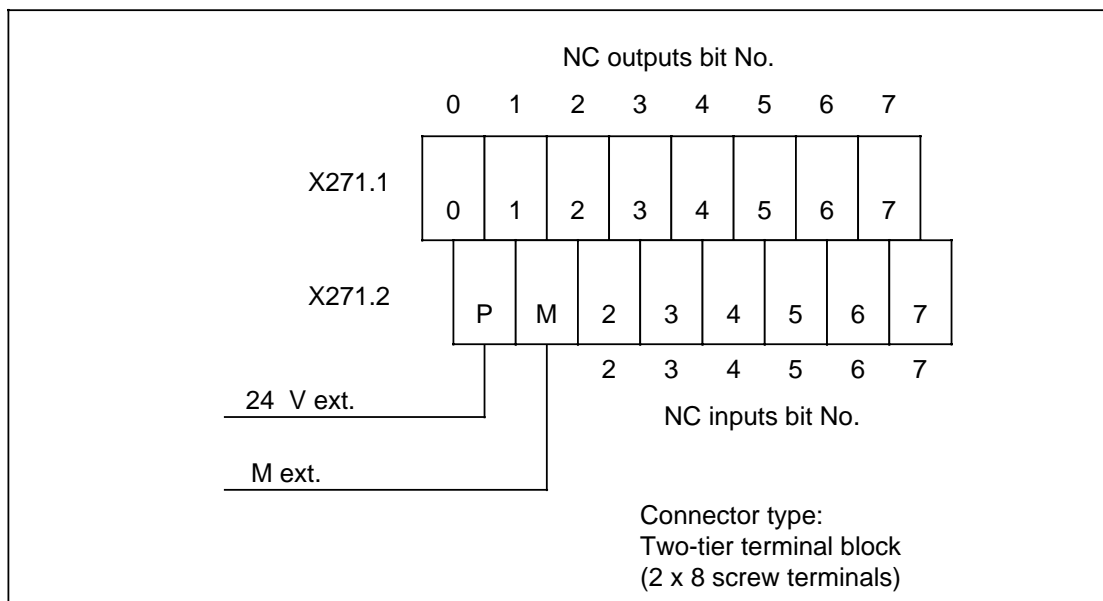 NC outputs bit No.
0 1 2 3 4 5 6 7
X271.1
0 1 2 3 4 5 6 7
X271.2
P M 2 3 4 5 6 7
2 3 4 5 6 7
24 V ext.
NC inputs bit No.
M ext.
Connector type:
Two-tier terminal block
(2 x 8 screw terminals)